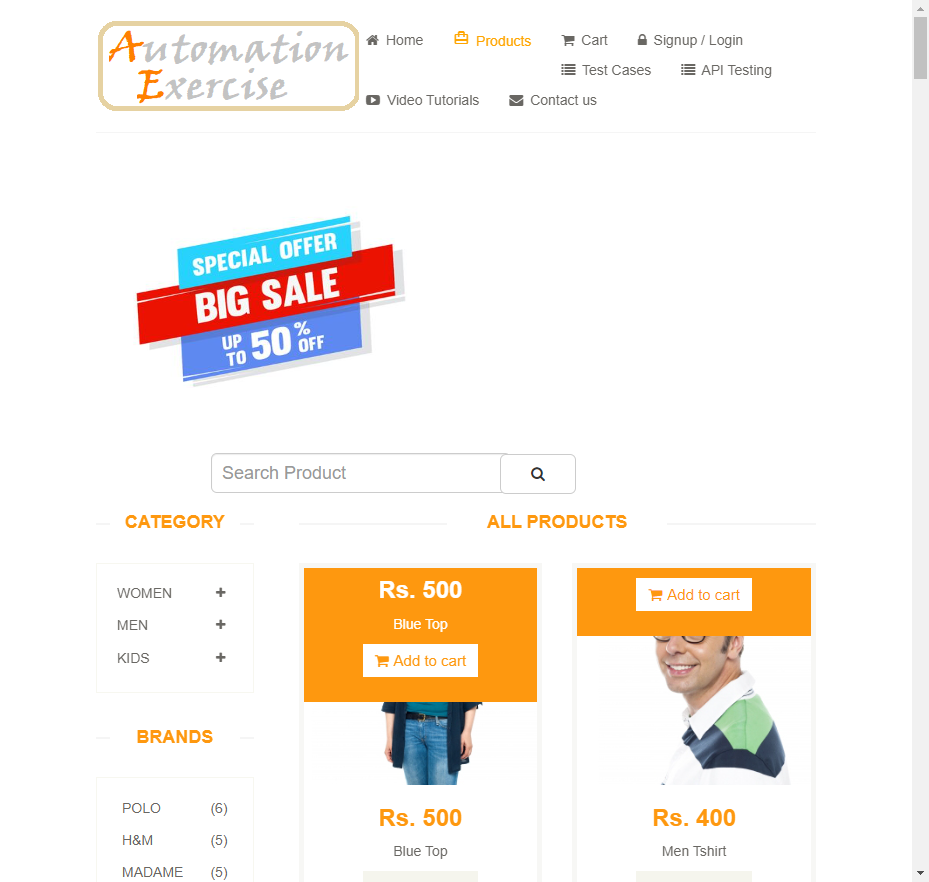 Automation
Exercise
Home
Products
Cart
Signup / Login
Test Cases
API Testing
Video Tutorials
Contact us
SPECIAL OFFER
BIG SALE
UP TO 50% OFF
Search Product
CATEGORY
WOMEN
MEN
KIDS
BRANDS
POLO (6)
H&M (5)
MADAME (5)
ALL PRODUCTS
Rs. 500
Blue Top
Add to cart
Rs. 500
Blue Top
Add to cart
Rs. 400
Men Tshirt